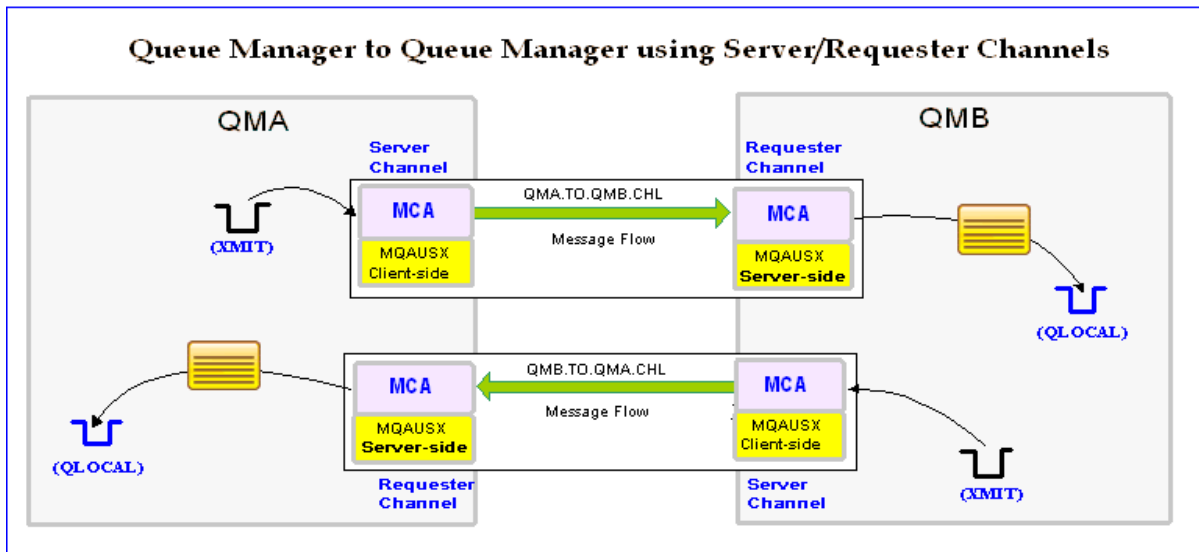 Queue Manager to Queue Manager using Server/Requester Channels
QMA
QMB
Server
Channel
Requester
Channel
(XMIT)
MCA
MQAUSX
Client-side
QMA.TO.QMB.CHL
Message Flow
MCA
MQAUSX
Server-side
(QLOCAL)
(QLOCAL)
MCA
MQAUSX
Server-side
QMB.TO.QMA.CHL
Message Flow
MCA
MQAUSX
Client-side
(XMIT)
Requester
Channel
Server
Channel